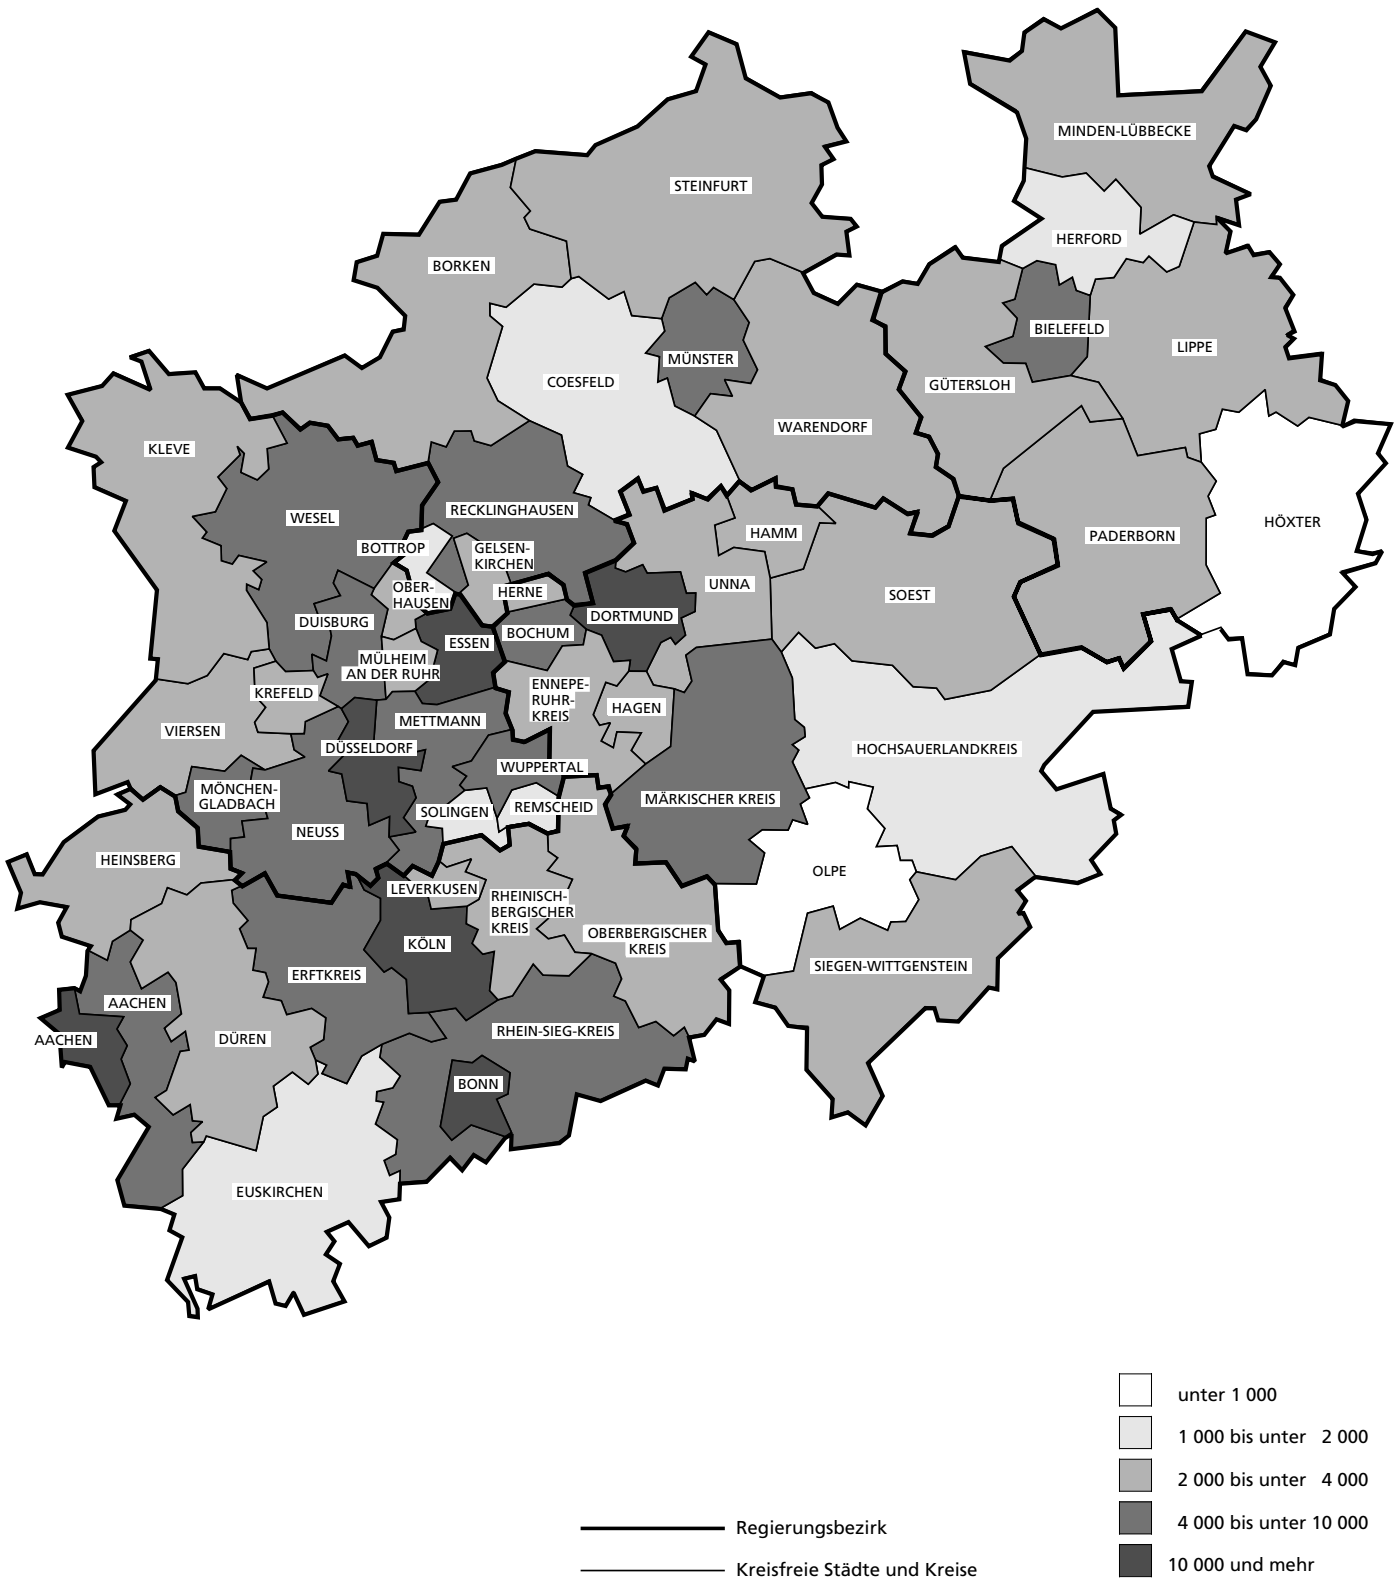 MINDEN-LÜBBECKE
STEINFURT
HERFORD
BORKEN
BIELEFELD
LIPPE
MÜNSTER
COESFELD
GÜTERSLOH
WARENDORF
KLEVE
RECKLINGHAUSEN
WESEL
HÖXTER
HAMM
PADERBORN
BOTTROP
GELSEN-
KIRCHEN
UNNA
OBER-
HAUSEN
HERNE
SOEST
DORTMUND
DUISBURG
BOCHUM
ESSEN
MÜLHEIM
AN DER RUHR
KREFELD
ENNEPE-
RUHR-
KREIS
HAGEN
METTMANN
VIERSEN
DÜSSELDORF
HOCHSAUERLANDKREIS
WUPPERTAL
MÖNCHEN-
GLADBACH
MÄRKISCHER KREIS
REMSCHEID
SOLINGEN
NEUSS
HEINSBERG
OLPE
LEVERKUSEN
RHEINISCH-
BERGISCHER
KREIS
OBERBERGISCHER
KREIS
KÖLN
SIEGEN-WITTGENSTEIN
ERFTKREIS
AACHEN
RHEIN-SIEG-KREIS
AACHEN
DÜREN
BONN
EUSKIRCHEN
unter 1 000
1 000 bis unter 2 000
2 000 bis unter 4 000
4 000 bis unter 10 000
10 000 und mehr
Regierungsbezirk
Kreisfreie Städte und Kreise